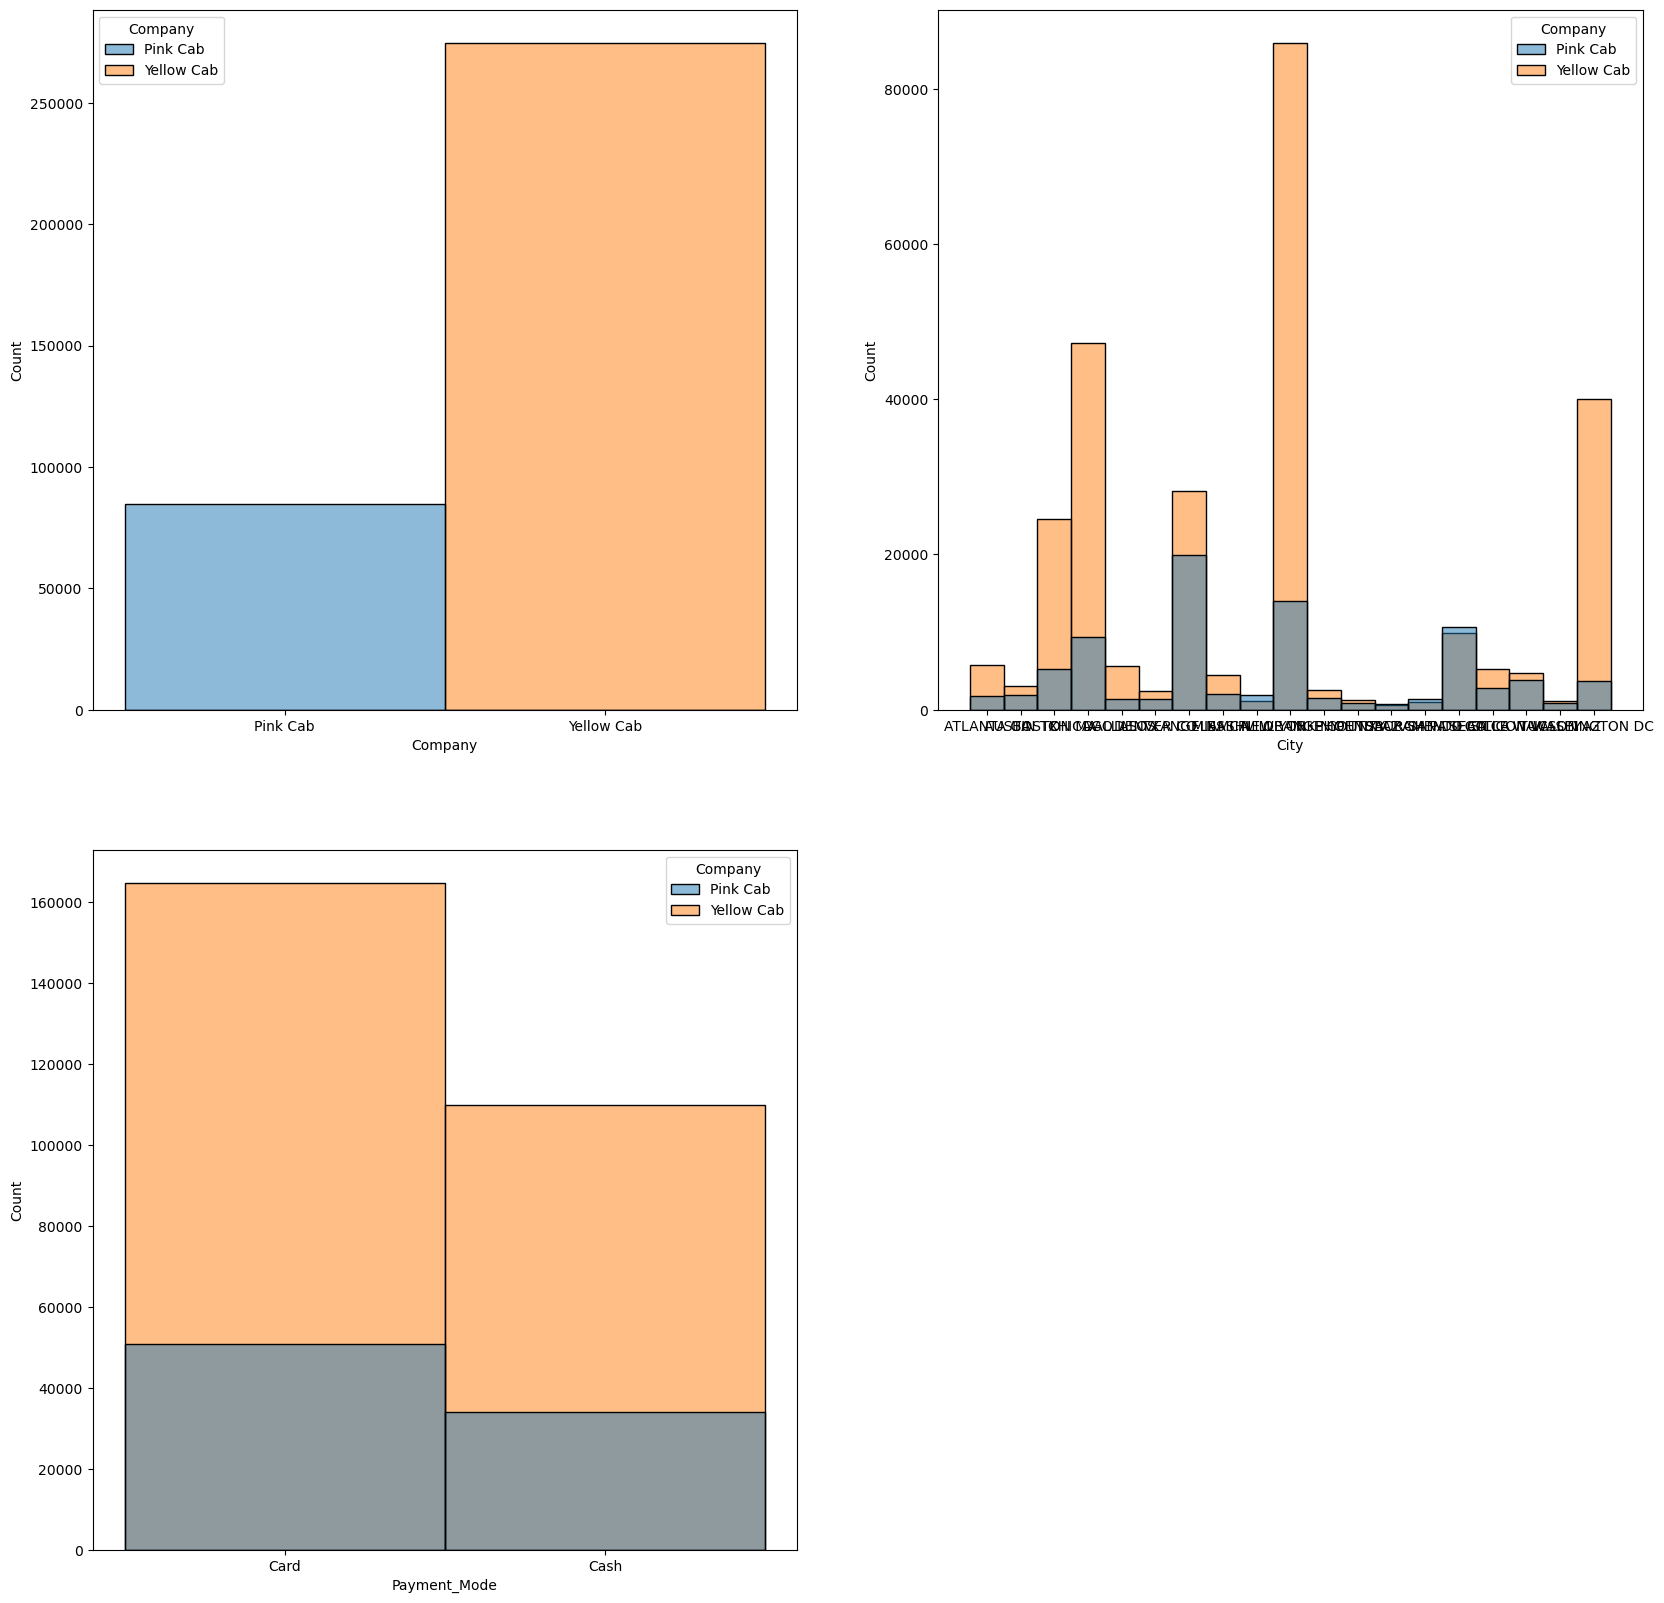 Company
Pink Cab
Yellow Cab
250000
200000
150000
100000
50000
0
Count
Pink Cab Yellow Cab
Company
Company
Pink Cab
Yellow Cab
80000
60000
40000
20000
0
Count
WASHINGTON DC
City
Company
Pink Cab
Yellow Cab
160000
140000
120000
100000
80000
60000
40000
20000
0
Count
Card Cash
Payment_Mode